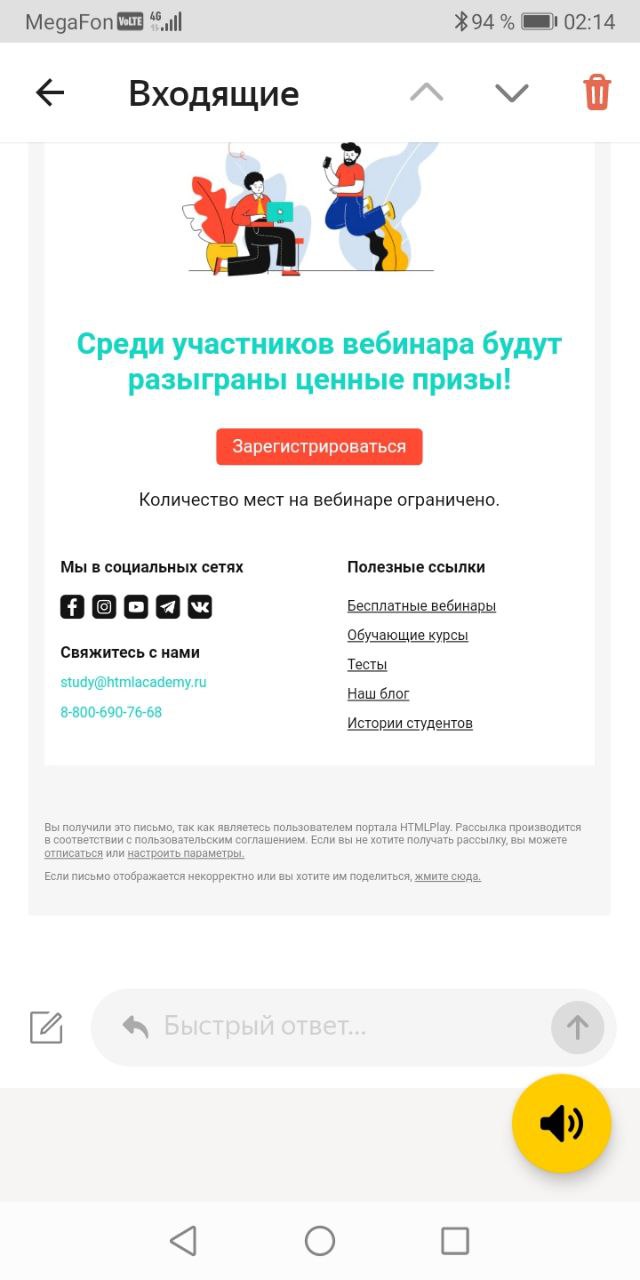 MegaFon VoLTE 4G 94 % 02:14
Входящие
Среди участников вебинара будут
разыграны ценные призы!
Зарегистрироваться
Количество мест на вебинаре ограничено.
Мы в социальных сетях
Свяжитесь с нами
study@htmlacademy.ru
8-800-690-76-68
Полезные ссылки
Бесплатные вебинары
Обучающие курсы
Тесты
Наш блог
Истории студентов
Вы получили это письмо, так как являетесь пользователем портала HTMLPlay. Рассылка производится
в соответствии с пользовательским соглашением. Если вы не хотите получать рассылку, вы можете
отписаться или настроить параметры.
Если письмо отображается некорректно или вы хотите им поделиться, жмите сюда.
Быстрый ответ...